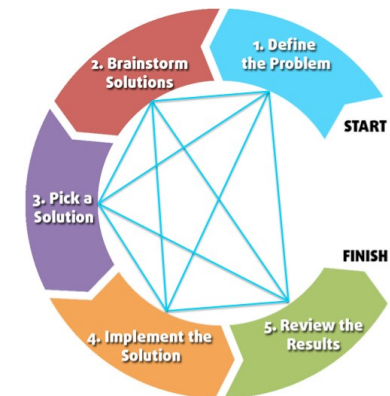 1. Define
the Problem
START
2. Brainstorm
Solutions
3. Pick a
Solution
4. Implement the
Solution
5. Review the
Results
FINISH